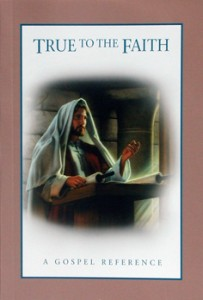 TRUE TO THE FAITH
A GOSPEL REFERENCE